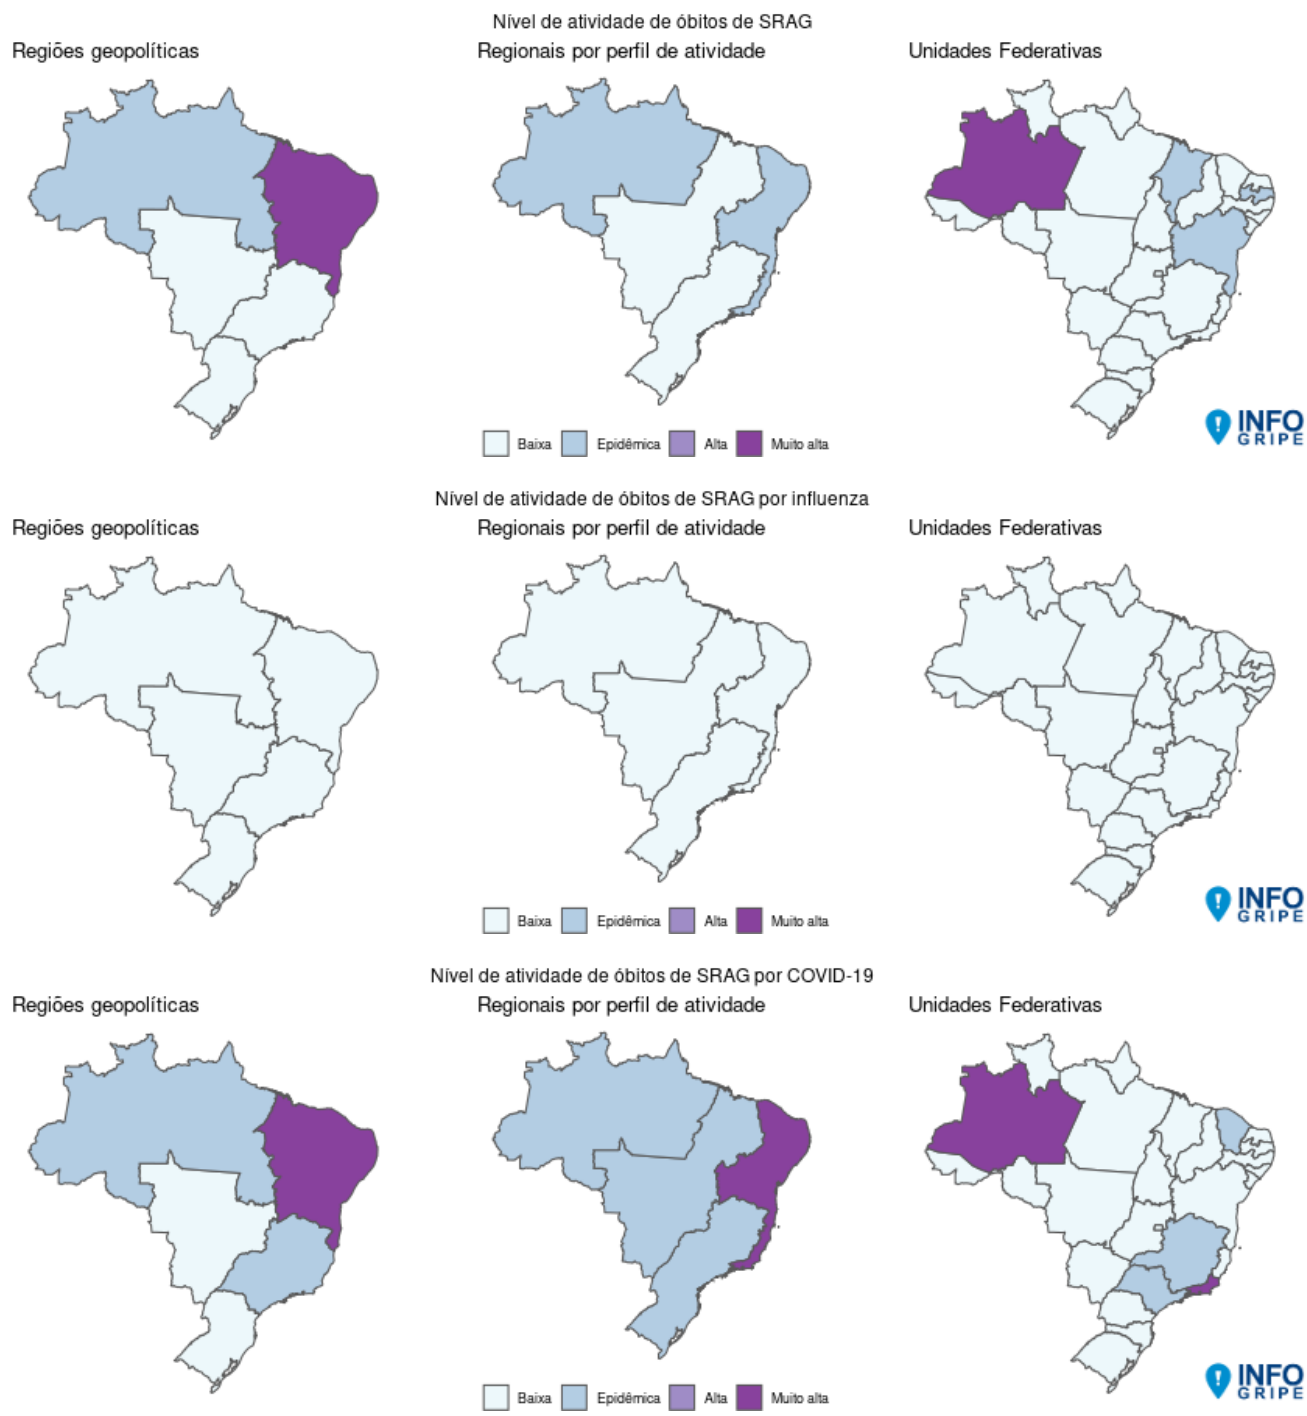 Nível de atividade de óbitos de SRAG
Regiões geopolíticas
Regionais por perfil de atividade
Unidades Federativas
Baixa
Epidêmica
Alta
Muito alta
INFO
GRIPE
Nível de atividade de óbitos de SRAG por influenza
Regiões geopolíticas
Regionais por perfil de atividade
Unidades Federativas
Baixa
Epidêmica
Alta
Muito alta
INFO
GRIPE
Nível de atividade de óbitos de SRAG por COVID-19
Regiões geopolíticas
Regionais por perfil de atividade
Unidades Federativas
Baixa
Epidêmica
Alta
Muito alta
INFO
GRIPE